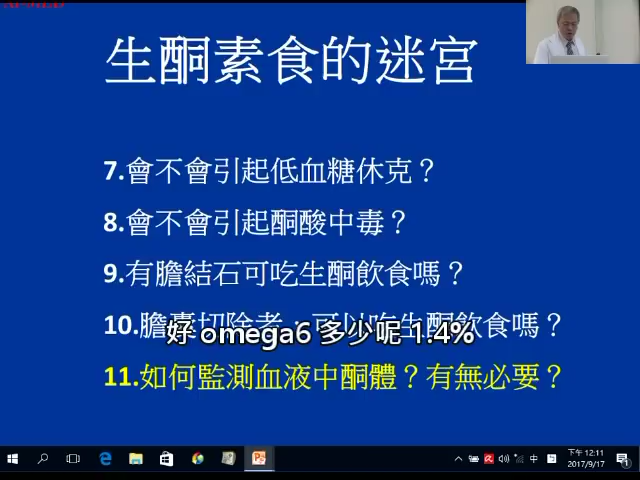 生酮素食的迷宮
7.會不會引起低血糖休克？
8.會不會引起酮酸中毒？
9.有膽結石可吃生酮飲食嗎？
10.膽囊切除者，可以吃生酮飲食嗎？
好 omega6 多少呢 1.4%
11.如何監測血液中酮體？有無必要？
中
下午 12:11
2017/9/17